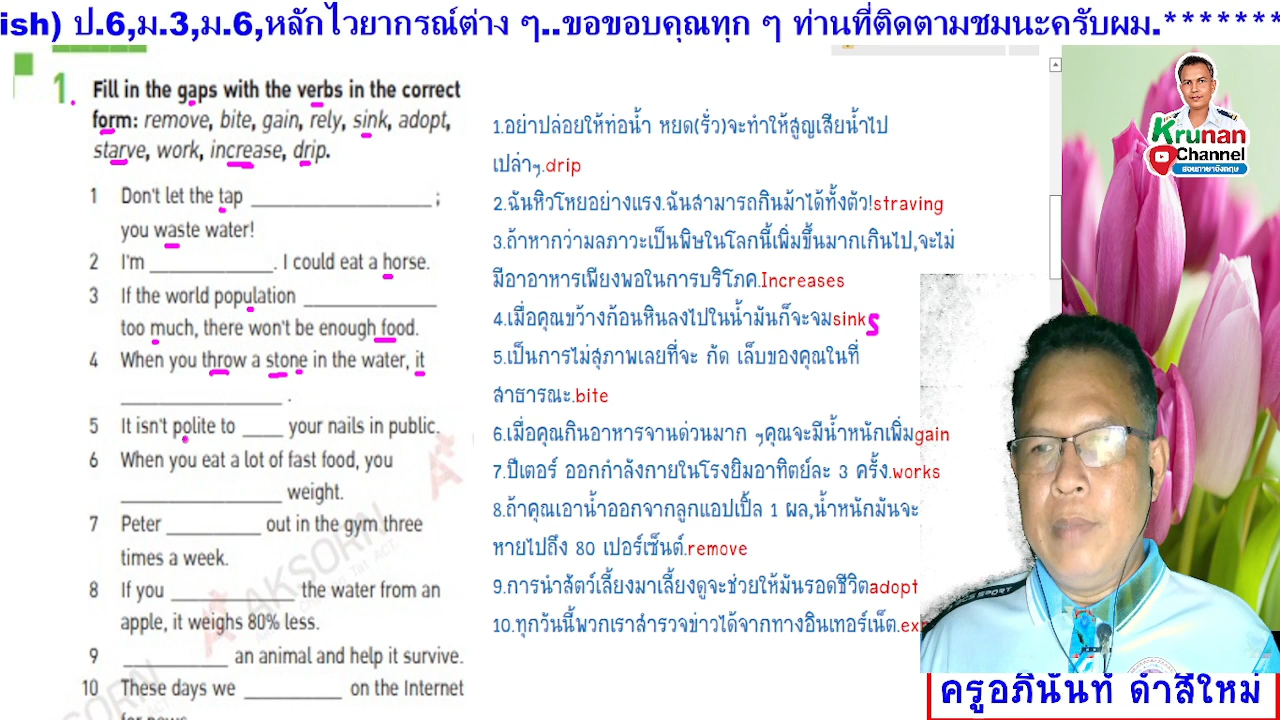 ish) ป.6,ม.3,ม.6,หลักไวยากรณ์ต่าง ๆ..ขอขอบคุณทุก ๆ ท่านที่ติดตามชมนะครับผม.*******
1. Fill in the gaps with the verbs in the correct
form: remove, bite, gain, rely, sink, adopt,
starve, work, increase, drip.
1 Don't let the tap ____________________ ;
you waste water!
2 I'm _____________. I could eat a horse.
3 If the world population ______________
too much, there won't be enough food.
4 When you throw a stone in the water, it
_________________ .
5 It isn't polite to ____ your nails in public.
6 When you eat a lot of fast food, you
_________________ weight.
7 Peter __________ out in the gym three
times a week.
8 If you _____________ the water from an
apple, it weighs 80% less.
9 ___________ an animal and help it survive.
10 These days we __________ on the Internet
for news.
AKSORN
AKSORN
1.อย่าปล่อยให้ท่อน้ำ หยด(รั่ว)จะทำให้สูญเสียน้ำไป
เปล่าๆ.drip
2.ฉันหิวโหยอย่างแรง.ฉันสามารถกินม้าได้ทั้งตัว!straving
3.ถ้าหากว่ามลภาวะเป็นพิษในโลกนี้เพิ่มขึ้นมากเกินไป,จะไม่
มีอาอาหารเพียงพอในการบริโภค.Increases
4.เมื่อคุณขว้างก้อนหินลงไปในน้ำมันก็จะจมsinks
5.เป็นการไม่สุภาพเลยที่จะ กัด เล็บของคุณในที่
สาธารณะ.bite
6.เมื่อคุณกินอาหารจานด่วนมาก ๆคุณจะมีน้ำหนักเพิ่มgain
7.ปีเตอร์ ออกกำลังกายในโรงยิมอาทิตย์ละ 3 ครั้ง.works
8.ถ้าคุณเอาน้ำออกจากลูกแอปเปิ้ล 1 ผล,น้ำหนักมันจะ
หายไปถึง 80 เปอร์เซ็นต์.remove
9.การนำสัตว์เลี้ยงมาเลี้ยงดูจะช่วยให้มันรอดชีวิตadopt
10.ทุกวันนี้พวกเราสำรวจข่าวได้จากทางอินเทอร์เน็ต.ex
Krunan
Channel
สอนภาษาอังกฤษ
ครูอภินันท์ ดำสีใหม่